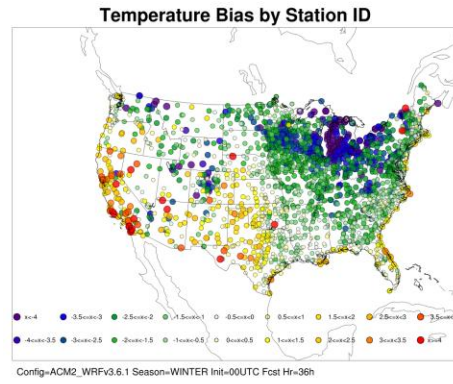 Temperature Bias by Station ID
x<-4 -3.5<=x<-3 -2.5<=x<-2 -1.5<=x<-1 -0.5<=x<0 0.5<=x<1 1.5<=x<2 2.5<=x<3 3.5<=x<
-4<=x<-3.5 -3<=x<-2.5 -2<=x<-1.5 -1<=x<-0.5 0<=x<0.5 1<=x<1.5 2<=x<2.5 3<=x<3.5 x>=4
Config=ACM2_WRFv3.6.1 Season=WINTER Init=00UTC Fcst Hr=36h